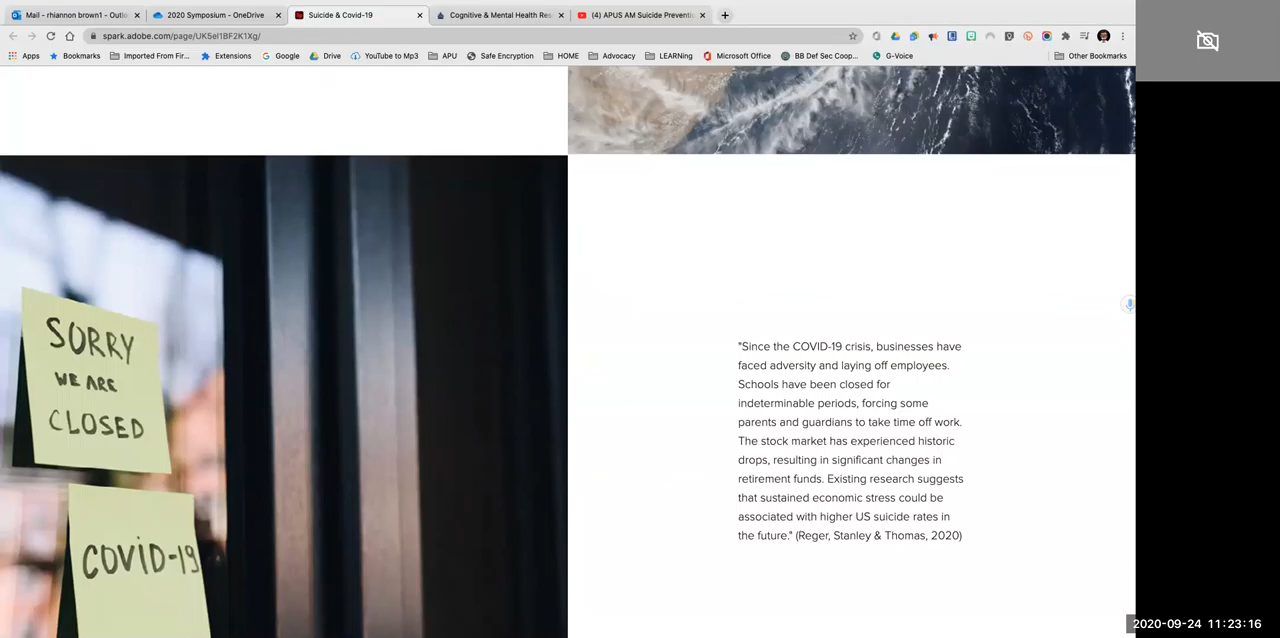 Mail - rhiannon brown1 - Outlo
2020 Symposium - OneDrive
Suicide & Covid-19
Cognitive & Mental Health Res
(4) APUS AM Suicide Preventi
spark.adobe.com/page/UK5eI1BF2K1Xg/
Apps
Bookmarks
Imported From Fir...
Extensions
Google
Drive
YouTube to Mp3
APU
Safe Encryption
HOME
Advocacy
LEARNing
Microsoft Office
BB Def Sec Coop...
G-Voice
Other Bookmarks
SORRY
WE ARE
CLOSED
COVID-19
"Since the COVID-19 crisis, businesses have
faced adversity and laying off employees.
Schools have been closed for
indeterminable periods, forcing some
parents and guardians to take time off work.
The stock market has experienced historic
drops, resulting in significant changes in
retirement funds. Existing research suggests
that sustained economic stress could be
associated with higher US suicide rates in
the future." (Reger, Stanley & Thomas, 2020)
2020-09-24 11:23:16